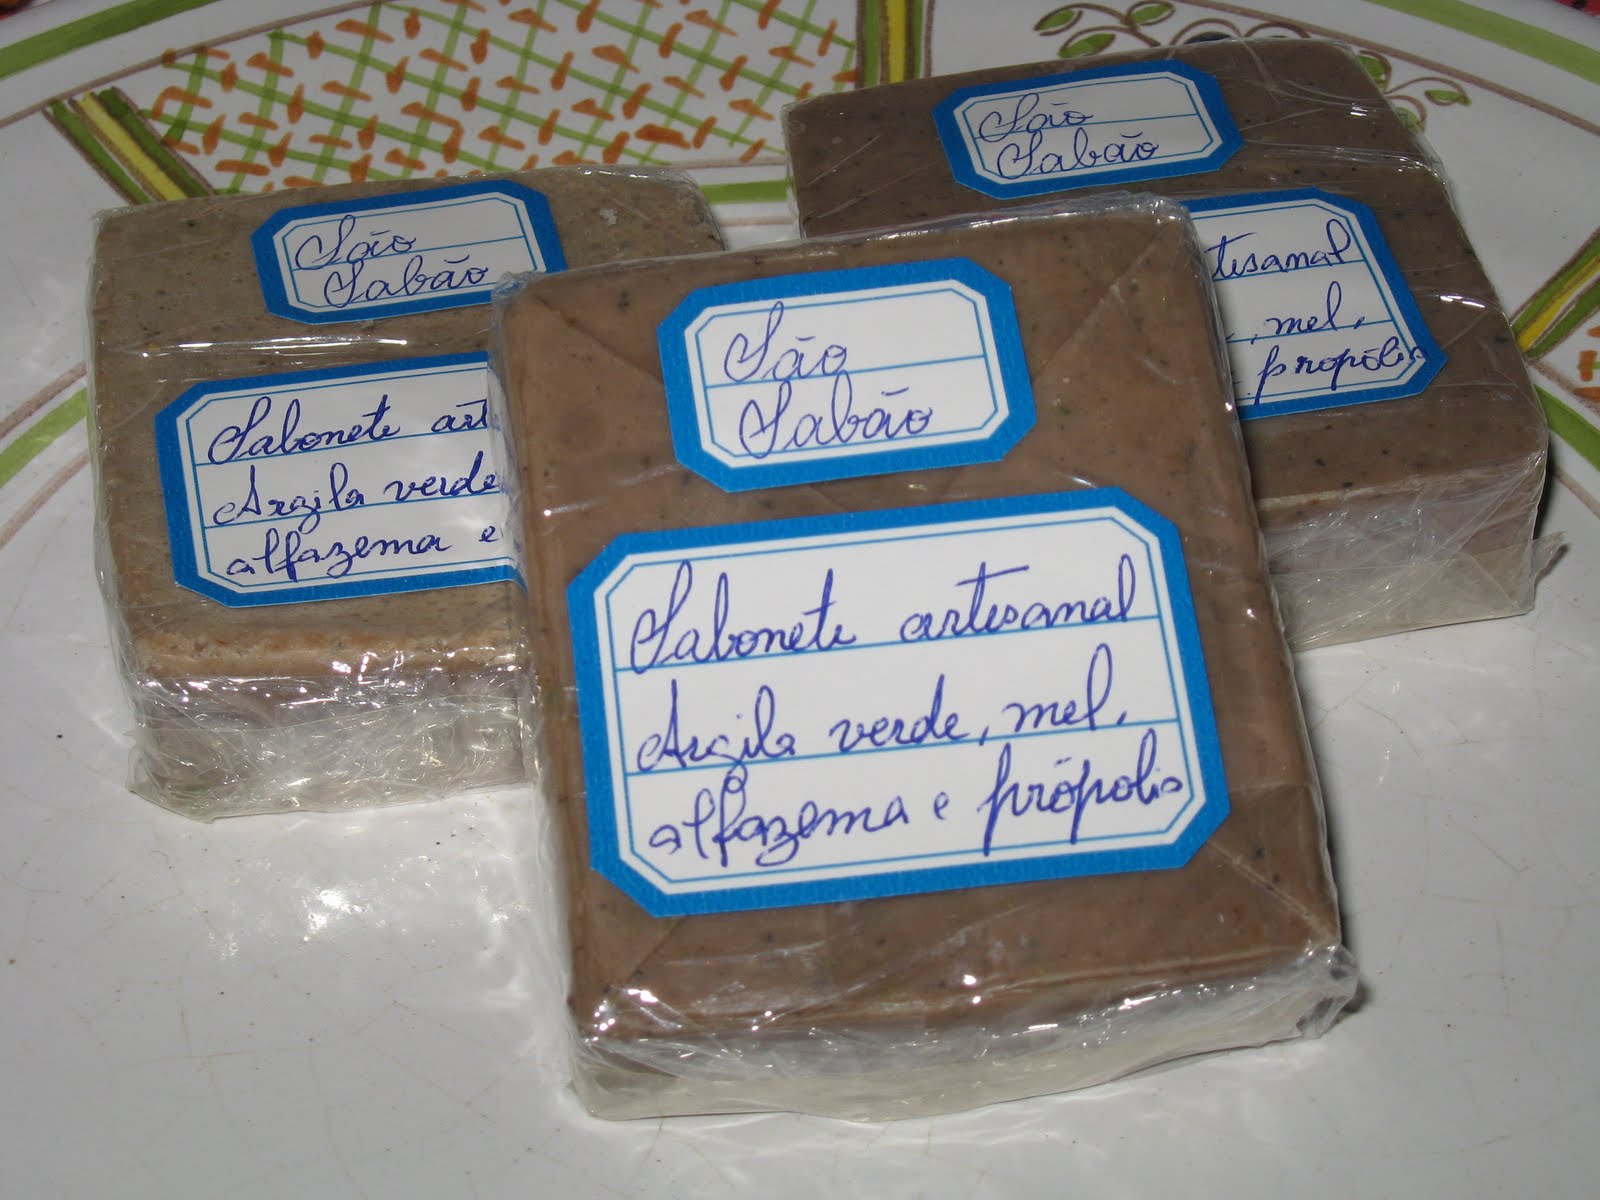 São
Sabão
Sabonete art
Argila verde
alfazema e
São
Sabão
Sabonete artesanal
Argila verde, mel,
alfazema e própolis
São
Sabão
tesanal
, mel,
própolis